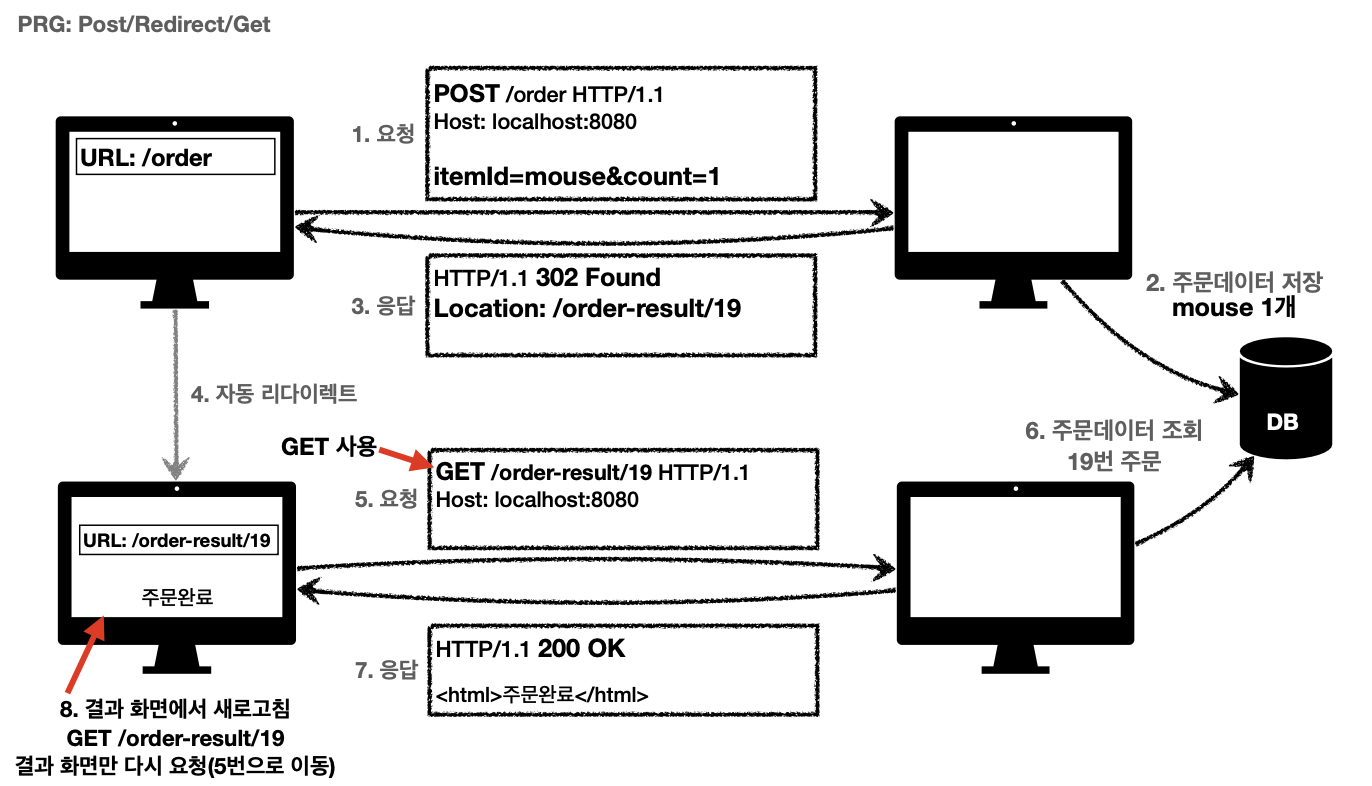 PRG: Post/Redirect/Get
URL: /order
1. 요청
POST /order HTTP/1.1
Host: localhost:8080
itemId=mouse&count=1
2. 주문데이터 저장
mouse 1개
3. 응답
HTTP/1.1 302 Found
Location: /order-result/19
4. 자동 리다이렉트
DB
GET 사용
5. 요청
GET /order-result/19 HTTP/1.1
Host: localhost:8080
6. 주문데이터 조회
19번 주문
URL: /order-result/19
주문완료
7. 응답
HTTP/1.1 200 OK
<html>주문완료</html>
8. 결과 화면에서 새로고침
GET /order-result/19
결과 화면만 다시 요청(5번으로 이동)